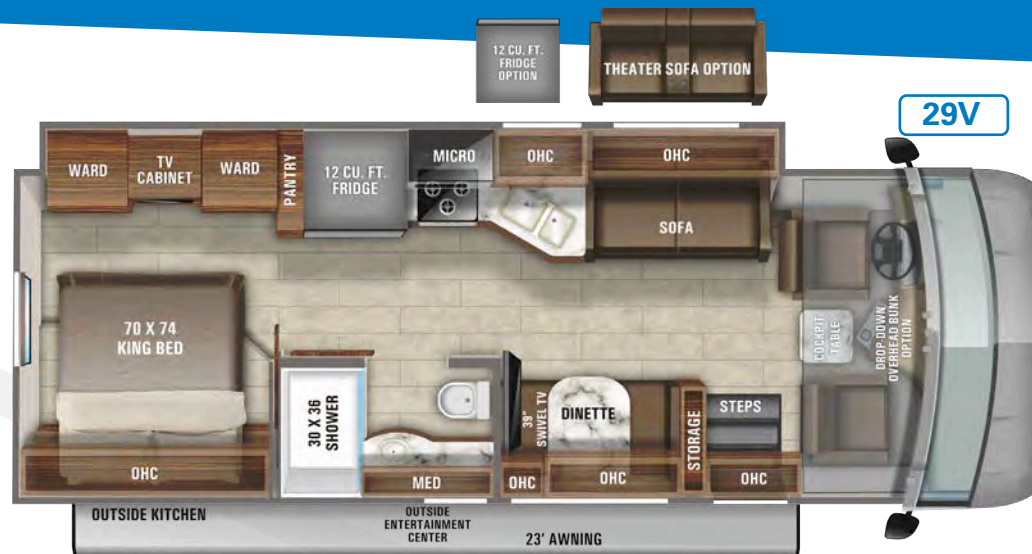 12 CU. FT.
FRIDGE
OPTION
THEATER SOFA OPTION
29V
WARD
TV
CABINET
WARD
PANTRY
12 CU. FT.
FRIDGE
MICRO
OHC
OHC
SOFA
COCKPIT
TABLE
DROP-DOWN
OVERHEAD BUNK
OPTION
70 X 74
KING BED
OHC
30 X 36
SHOWER
MED
39"
SWIVEL TV
DINETTE
STORAGE
STEPS
OHC
OHC
OHC
OUTSIDE KITCHEN
OUTSIDE
ENTERTAINMENT
CENTER
23' AWNING